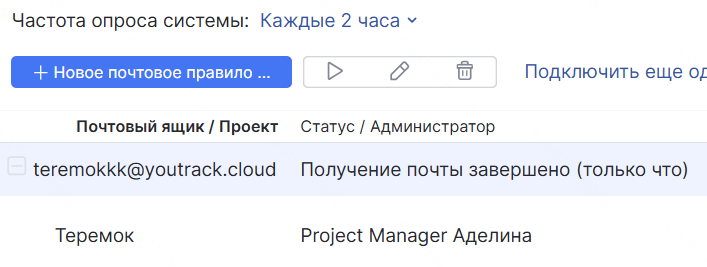 Частота опроса системы: Каждые 2 часа
+ Новое почтовое правило ... Подключить еще
Почтовый ящик / Проект Статус / Администратор
teremokkk@youtrack.cloud Получение почты завершено (только что)
Теремок Project Manager Аделина